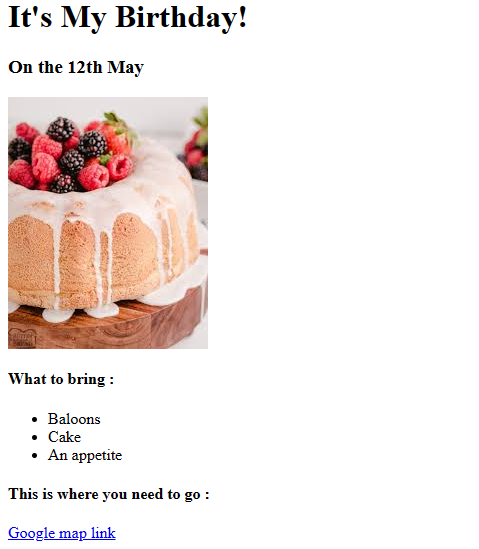 It's My Birthday!
On the 12th May
What to bring :
Baloons
Cake
An appetite
This is where you need to go :
Google map link